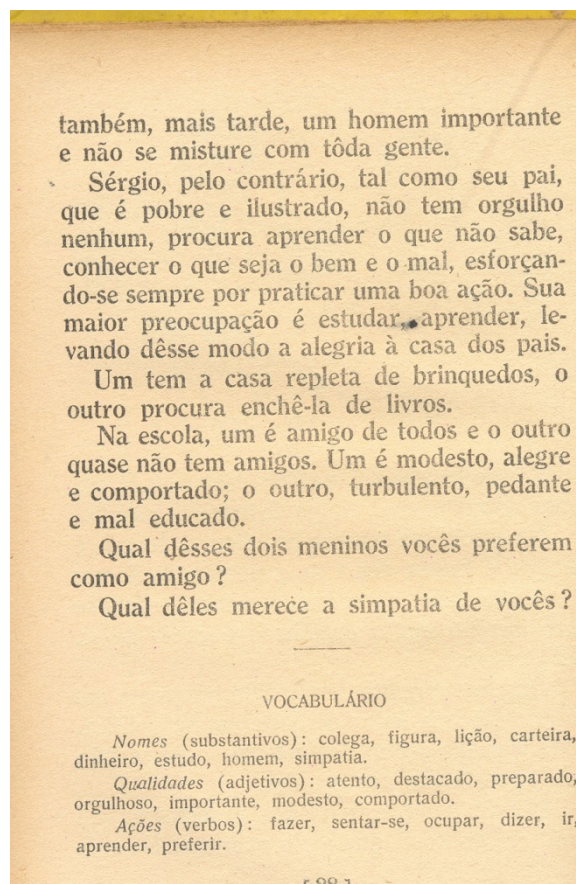 também, mais tarde, um homem importante
e não se misture com tôda gente.
Sérgio, pelo contrário, tal como seu pai,
que é pobre e ilustrado, não tem orgulho
nenhum, procura aprender o que não sabe,
conhecer o que seja o bem e o mal, esforçan-
do-se sempre por praticar uma boa ação. Sua
maior preocupação é estudar, aprender, le-
vando dêsse modo a alegria à casa dos pais.
Um tem a casa repleta de brinquedos, o
outro procura enchê-la de livros.
Na escola, um é amigo de todos e o outro
quase não tem amigos. Um é modesto, alegre
e comportado; o outro, turbulento, pedante
e mal educado.
Qual dêsses dois meninos vocês preferem
como amigo?
Qual dêles merece a simpatia de vocês?
VOCABULÁRIO
Nomes (substantivos): colega, figura, lição, carteira,
dinheiro, estudo, homem, simpatia.
Qualidades (adjetivos): atento, destacado, preparado,
orgulhoso, importante, modesto, comportado.
Ações (verbos): fazer, sentar-se, ocupar, dizer, ir,
aprender, preferir.